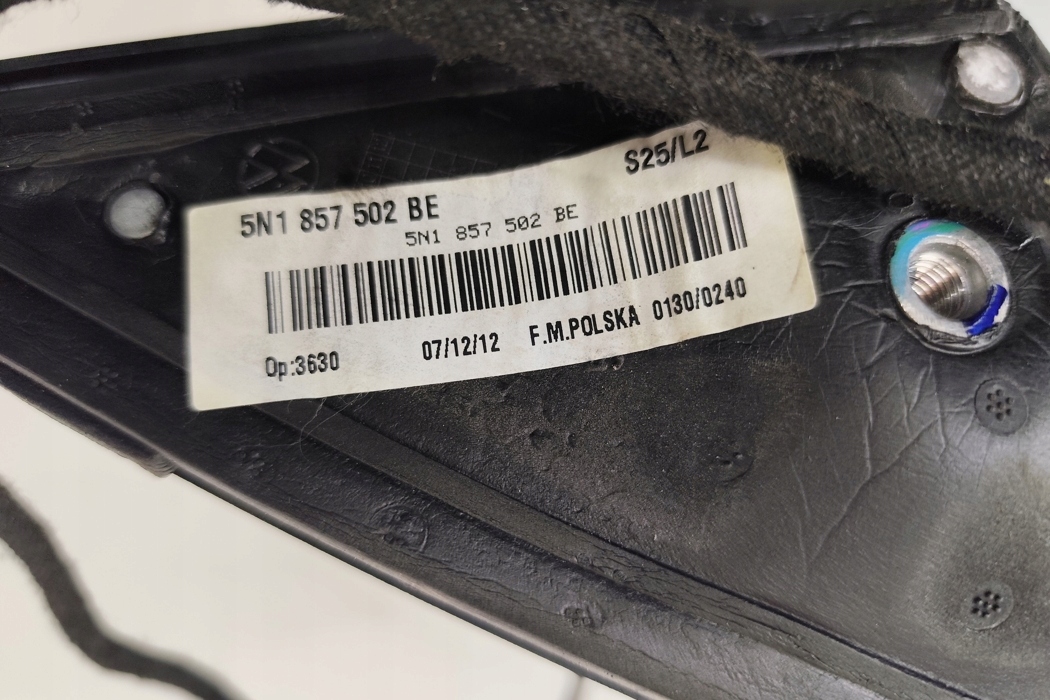 S25/L2
5N1 857 502 BE
5N1 857 502 BE
Op:3630 07/12/12 F.M.POLSKA 0130/0240